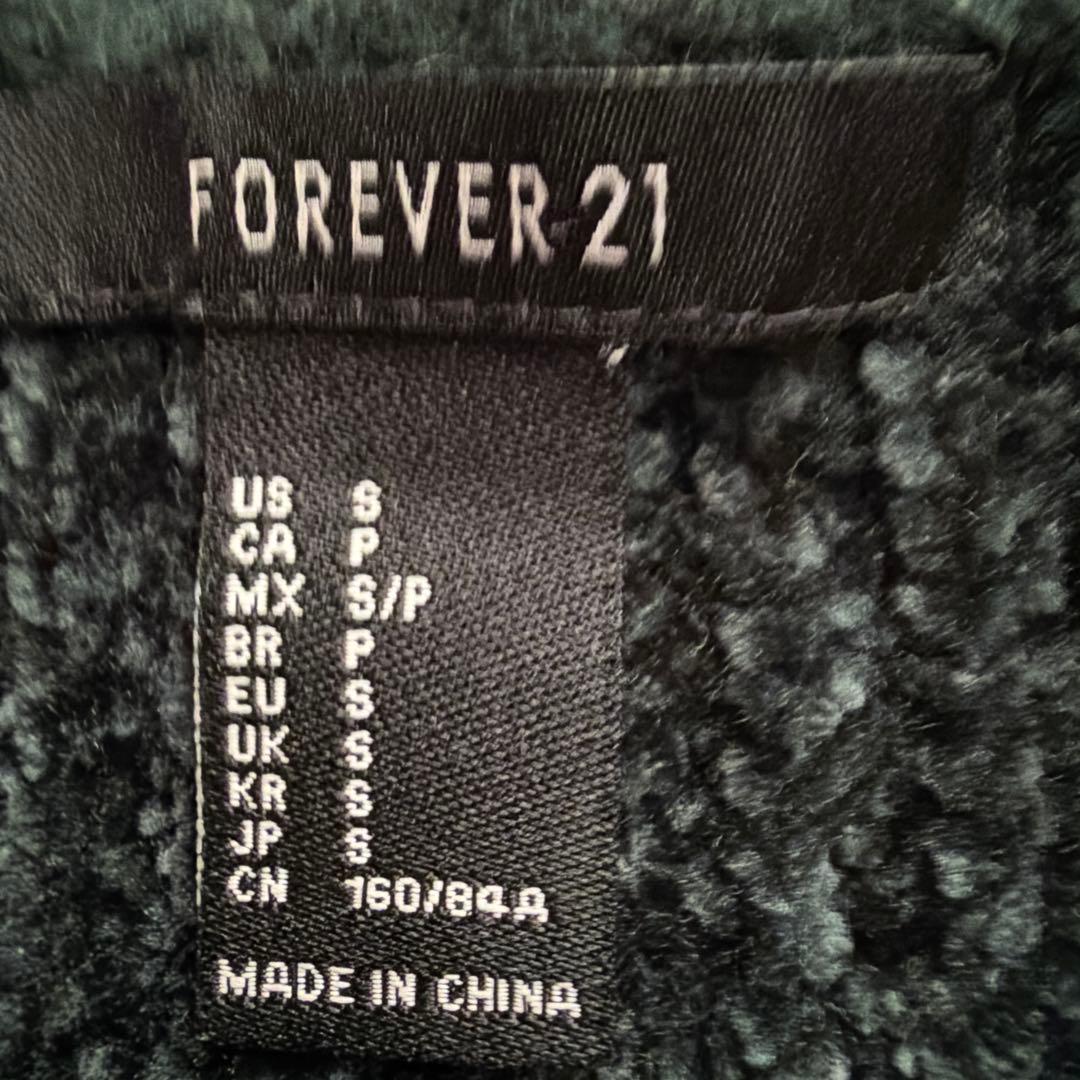 FOREVER 21
US S
CA P
MX S/P
BR P
EU S
UK S
KR S
JP S
CN 160/84A
MADE IN CHINA